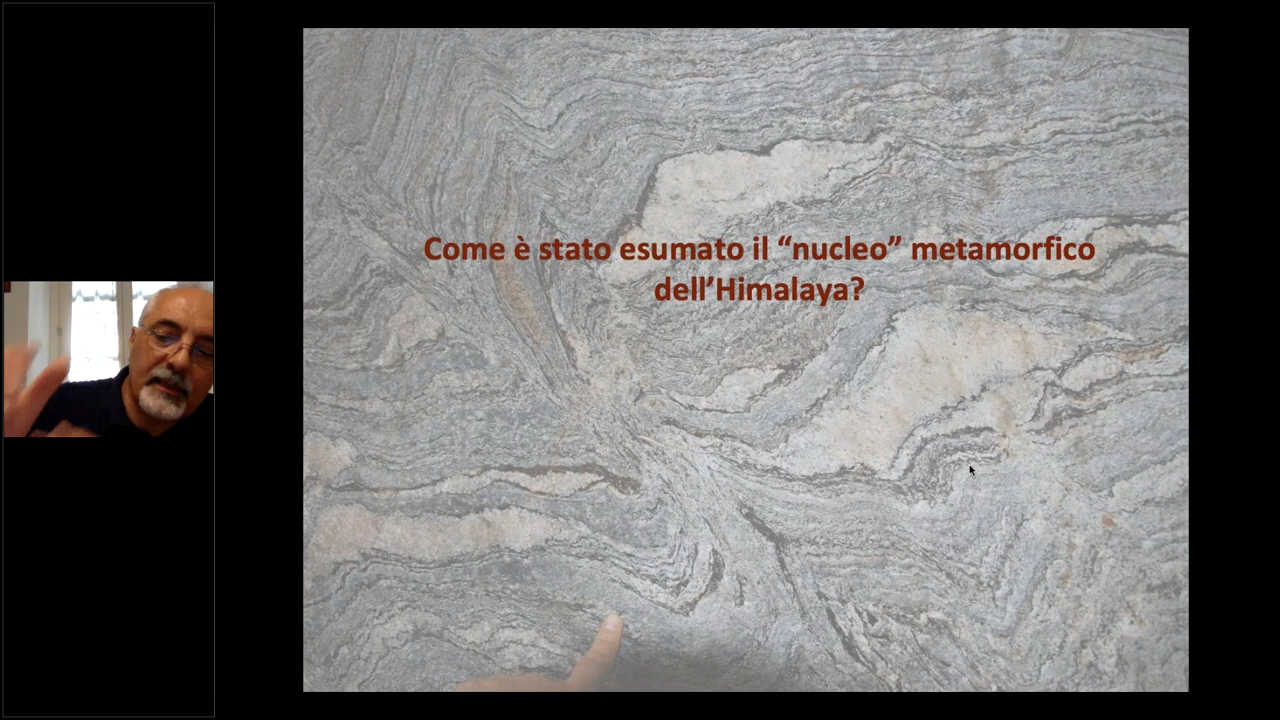 Come è stato esumato il “nucleo” metamorfico
dell’Himalaya?